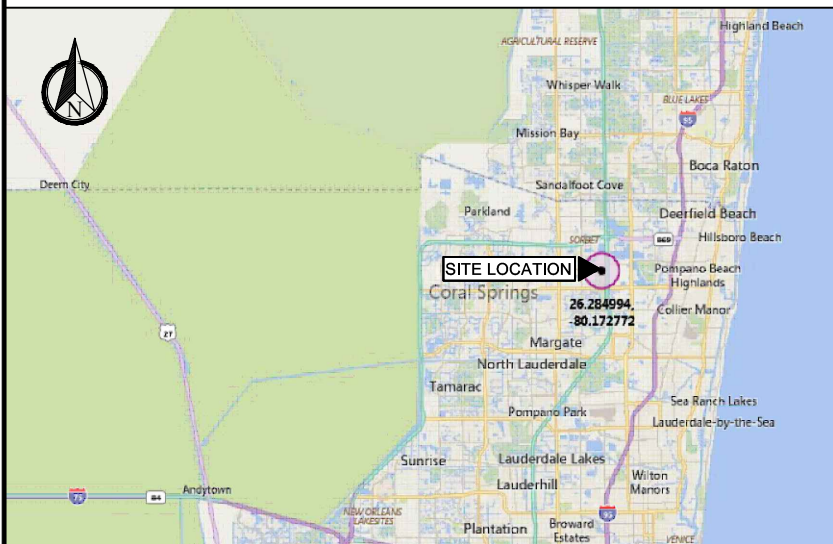 Highland Beach
AGRICULTURAL RESERVE
Whisper Walk
BLUE LAKES
95
N
Mission Bay
Boca Raton
Deem City
Sandalfoot Cove
Parkland
Deerfield Beach
SORBET
869
Hillsboro Beach
SITE LOCATION
Pompano Beach
Highlands
Coral Springs
26.284994,
-80.172772
Collier Manor
27
Margate
North Lauderdale
Tamarac
Sea Ranch Lakes
Pompano Park
Lauderdale-by-the-Sea
Sunrise
Lauderdale Lakes
Wilton
Manors
Lauderhill
75
84
Andytown
NEW ORLEANS
LAKESITES
95
Plantation
Broward
Estates
VENICE